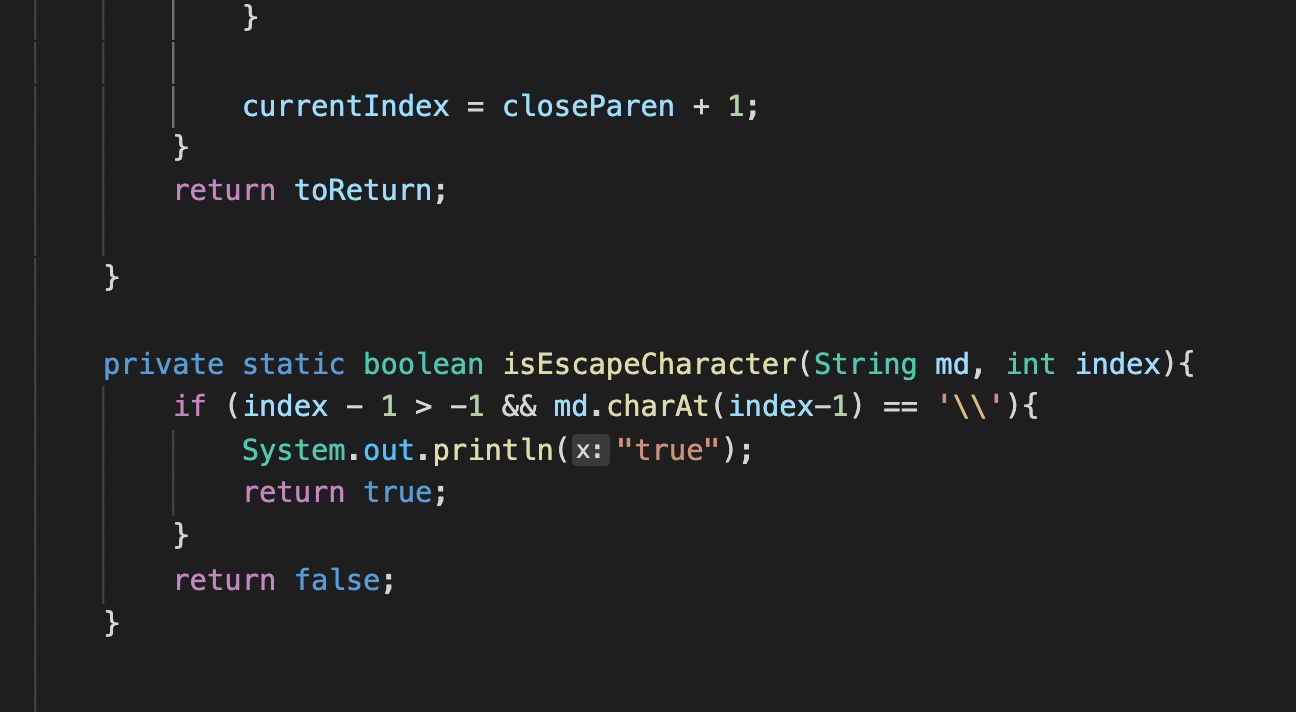 }
currentIndex = closeParen + 1;
}
return toReturn;
}
private static boolean isEscapeCharacter(String md, int index){
if (index - 1 > -1 && md.charAt(index-1) == '\\'){
System.out.println(x: "true");
return true;
}
return false;
}